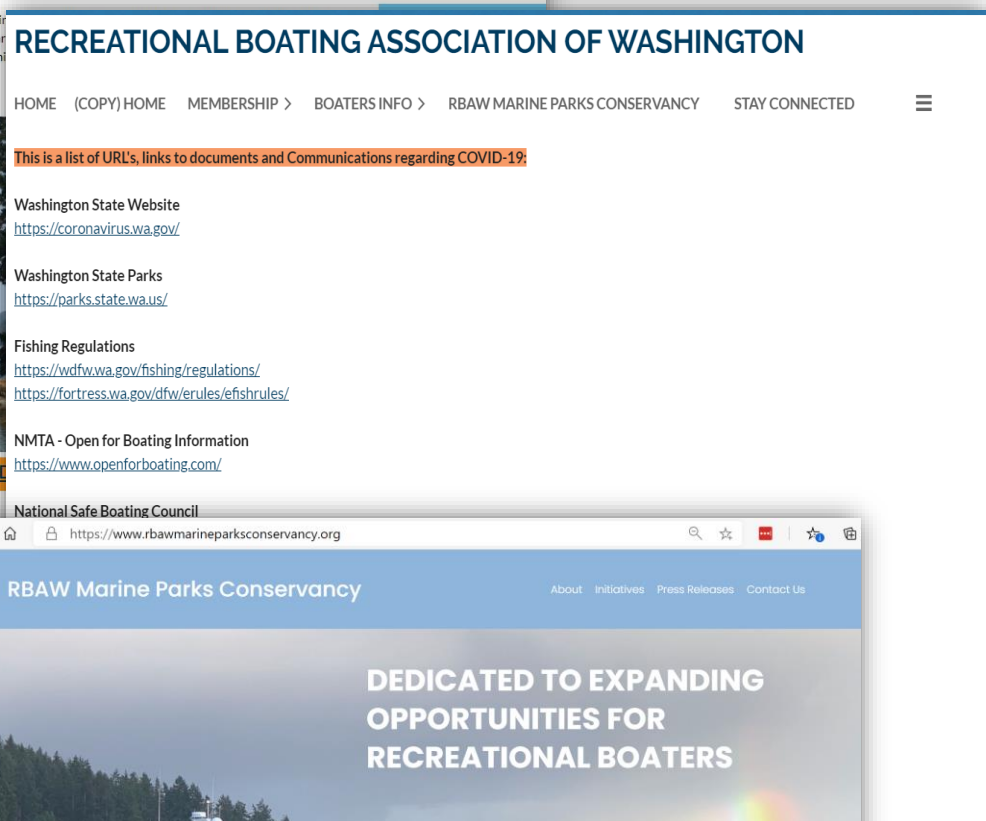 RECREATIONAL BOATING ASSOCIATION OF WASHINGTON
HOME (COPY) HOME MEMBERSHIP > BOATERS INFO > RBAW MARINE PARKS CONSERVANCY STAY CONNECTED
This is a list of URL's, links to documents and Communications regarding COVID-19:
Washington State Website
https://coronavirus.wa.gov/
Washington State Parks
https://parks.state.wa.us/
Fishing Regulations
https://wdfw.wa.gov/fishing/regulations/
https://fortress.wa.gov/dfw/erules/efishrules/
NMTA - Open for Boating Information
https://www.openforboating.com/
National Safe Boating Council
https://www.rbawmarineparksconservancy.org
RBAW Marine Parks Conservancy
About Initiatives Press Releases Contact Us
DEDICATED TO EXPANDING
OPPORTUNITIES FOR
RECREATIONAL BOATERS